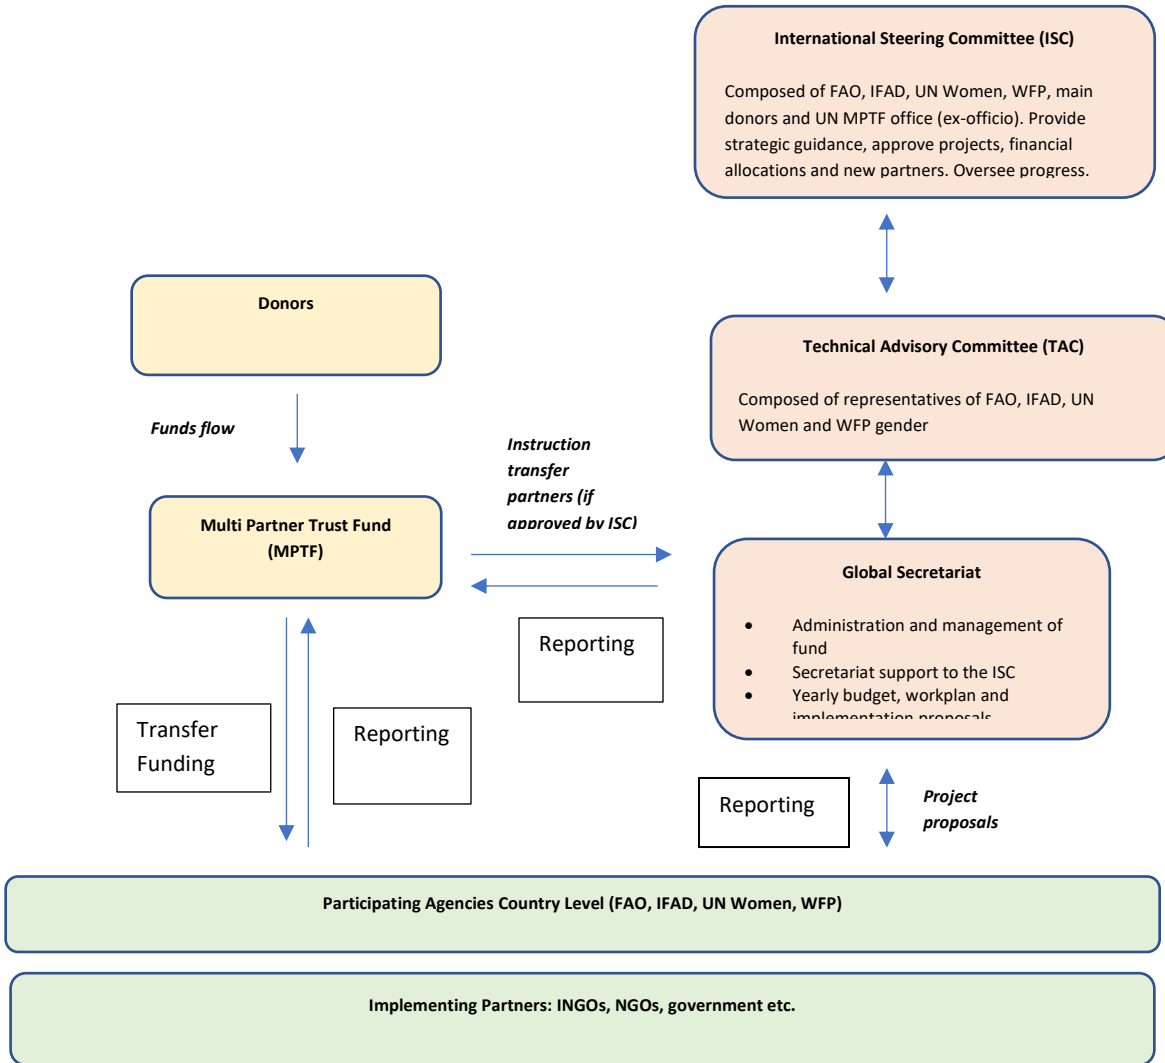 International Steering Committee (ISC)
Composed of FAO, IFAD, UN Women, WFP, main
donors and UN MPTF office (ex-officio). Provide
strategic guidance, approve projects, financial
allocations and new partners. Oversee progress.
Donors
Technical Advisory Committee (TAC)
Composed of representatives of FAO, IFAD, UN
Women and WFP gender
Funds flow
Instruction
transfer
partners (if
approved by ISC)
Multi Partner Trust Fund
(MPTF)
Global Secretariat
• Administration and management of
fund
• Secretariat support to the ISC
• Yearly budget, workplan and
implementation proposals
Reporting
Transfer
Funding
Reporting
Reporting
Project
proposals
Participating Agencies Country Level (FAO, IFAD, UN Women, WFP)
Implementing Partners: INGOs, NGOs, government etc.